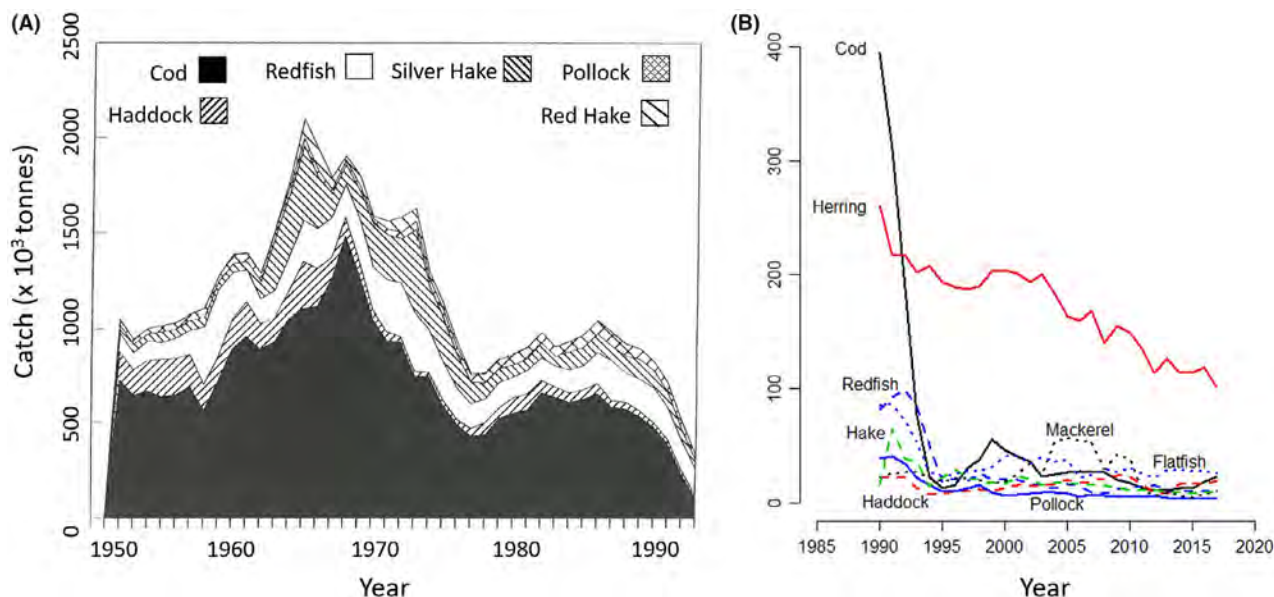 (A)
2500
2000
1500
1000
500
0
Catch (x 10³ tonnes)
Cod
Redfish
Silver Hake
Pollock
Haddock
Red Hake
1950
1960
1970
1980
1990
Year
(B)
400
300
200
100
0
Cod
Herring
Redfish
Hake
Haddock
Mackerel
Flatfish
Pollock
1985
1990
1995
2000
2005
2010
2015
2020
Year